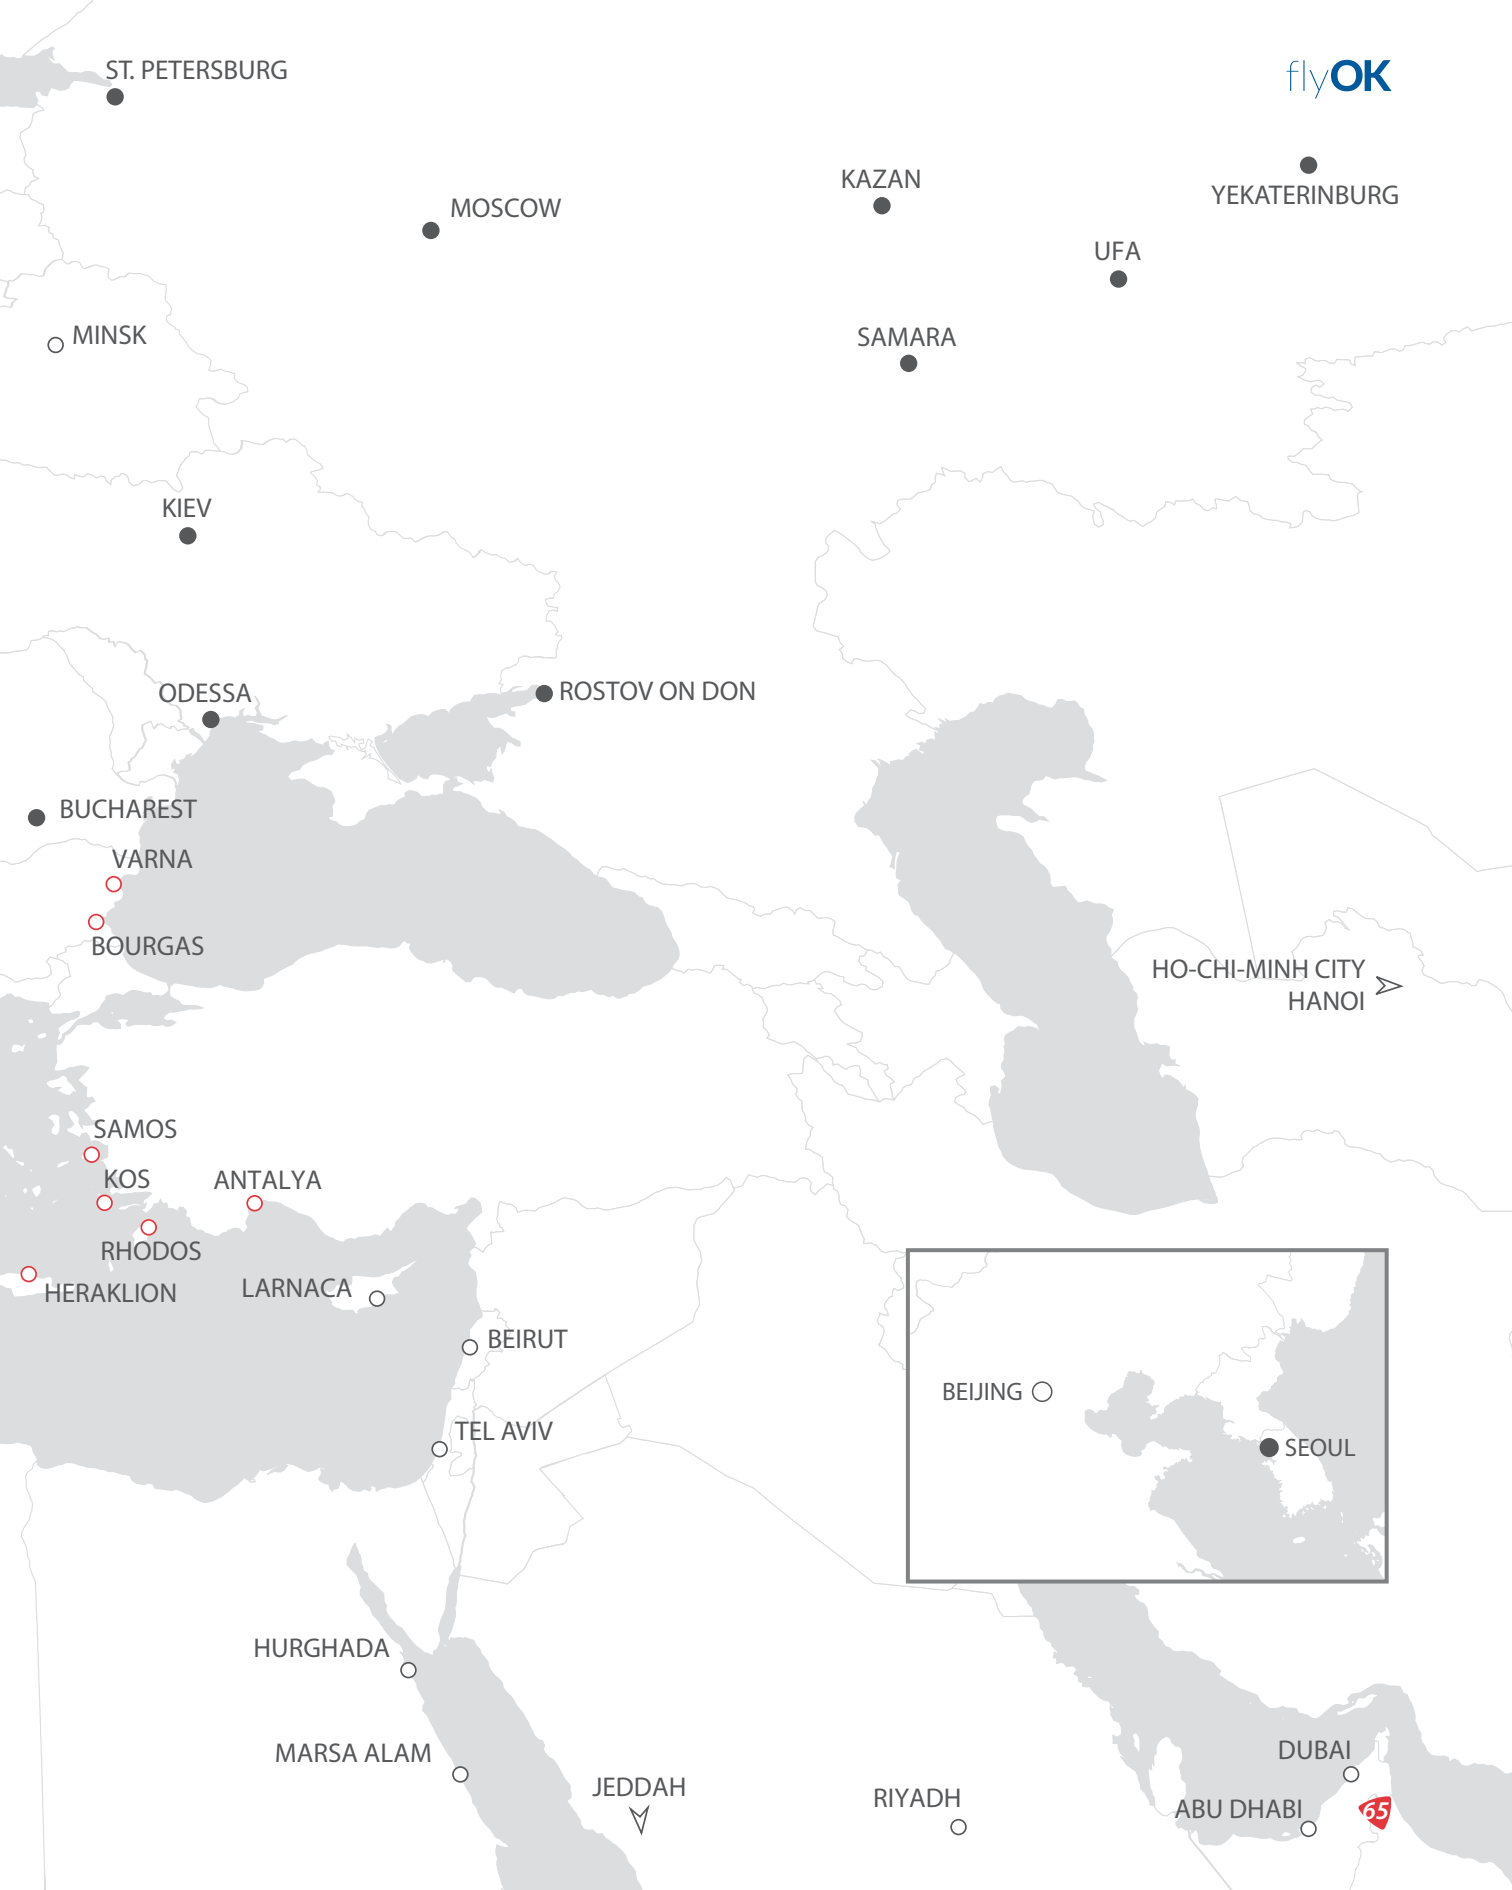 ST. PETERSBURG
flyOK
KAZAN
YEKATERINBURG
MOSCOW
UFA
MINSK
SAMARA
KIEV
ODESSA
ROSTOV ON DON
BUCHAREST
VARNA
BOURGAS
HO-CHI-MINH CITY
HANOI
SAMOS
KOS
ANTALYA
RHODOS
HERAKLION
LARNACA
BEIRUT
BEIJING
TEL AVIV
SEOUL
HURGHADA
MARSA ALAM
DUBAI
JEDDAH
RIYADH
ABU DHABI
65